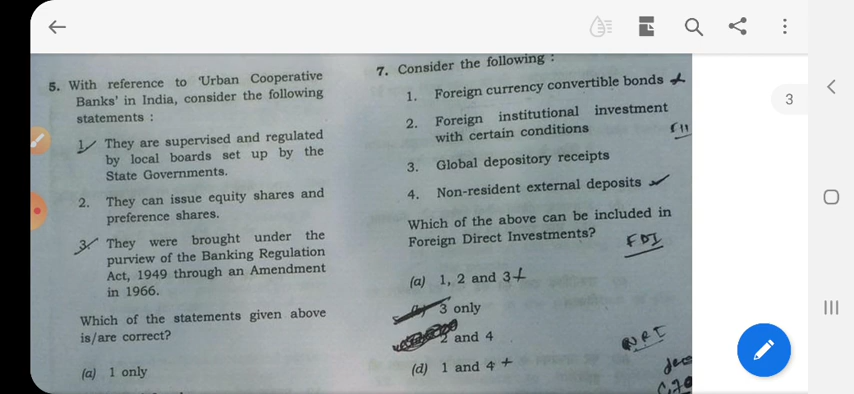 3
5. With reference to 'Urban Cooperative
Banks' in India, consider the following
statements :
1. They are supervised and regulated
by local boards set up by the
State Governments.
2. They can issue equity shares and
preference shares.
3. They were brought under the
purview of the Banking Regulation
Act, 1949 through an Amendment
in 1966.
Which of the statements given above
is/are correct?
(a) 1 only
7. Consider the following :
1. Foreign currency convertible bonds
2. Foreign institutional investment
with certain conditions
FII
3. Global depository receipts
4. Non-resident external deposits
Which of the above can be included in
Foreign Direct Investments?
FDI
(a) 1, 2 and 3
(b) 3 only
2 and 4
NRI
(d) 1 and 4